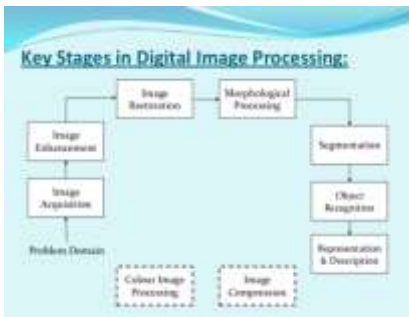 Key Stages in Digital Image Processing:
Image
Restoration
Morphological
Processing
Image
Enhancement
Segmentation
Image
Acquisition
Object
Recognition
Problem Domain
Representation
& Description
Colour Image
Processing
Image
Compression